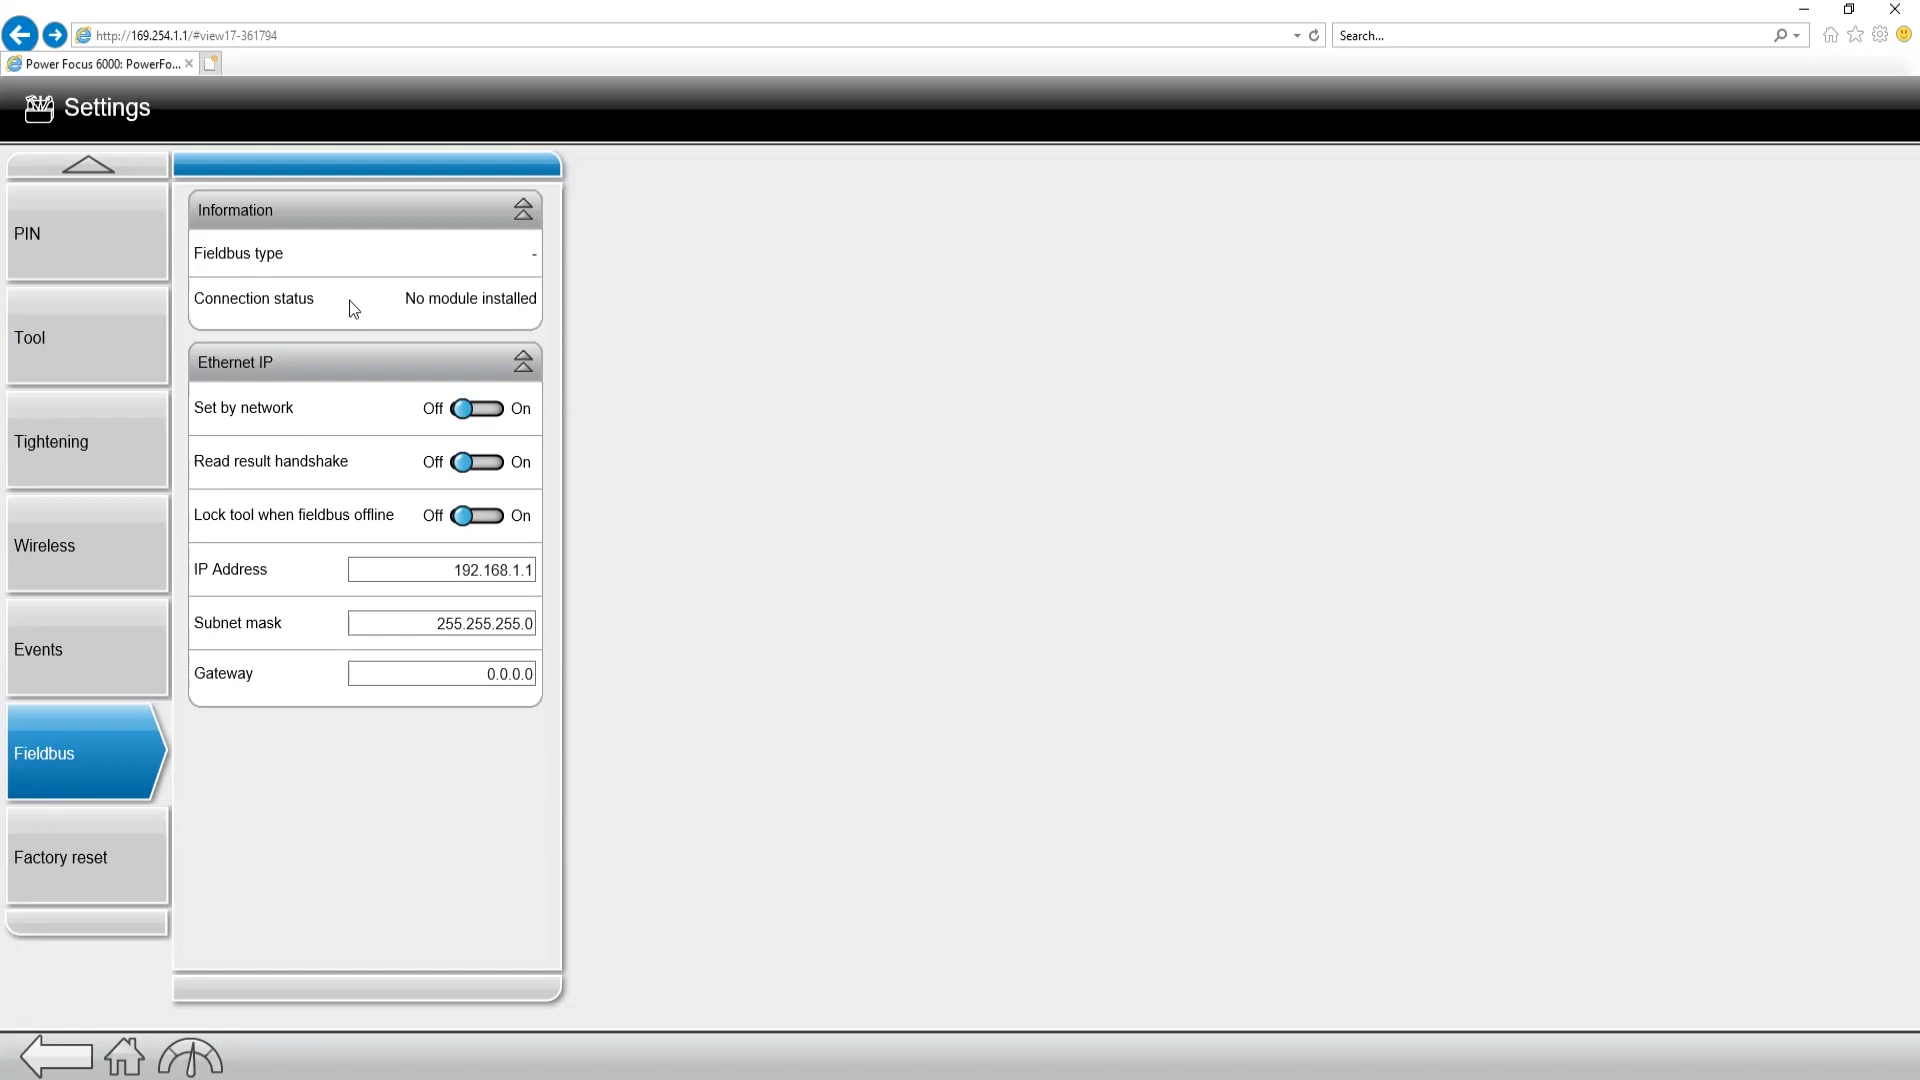 http://169.254.1.1/#view17-361794
Search...
Power Focus 6000: PowerFo...
Settings
PIN
Tool
Tightening
Wireless
Events
Fieldbus
Factory reset
Information
Fieldbus type -
Connection status No module installed
Ethernet IP
Set by network Off On
Read result handshake Off On
Lock tool when fieldbus offline Off On
IP Address 192.168.1.1
Subnet mask 255.255.255.0
Gateway 0.0.0.0